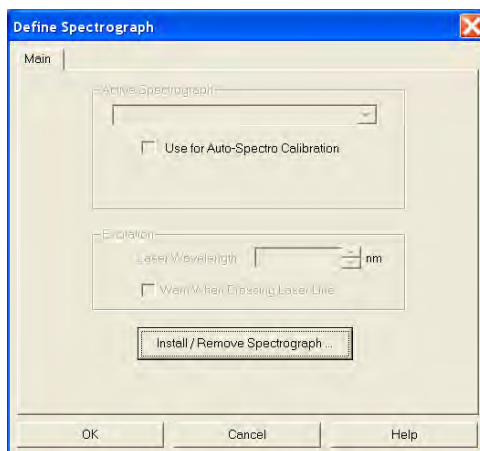 Define Spectrograph
Main
Active Spectrograph
Use for Auto-Spectro Calibration
Excitation
Laser Wavelength
nm
Warn When Crossing Laser Line
Install / Remove Spectrograph ...
OK Cancel Help